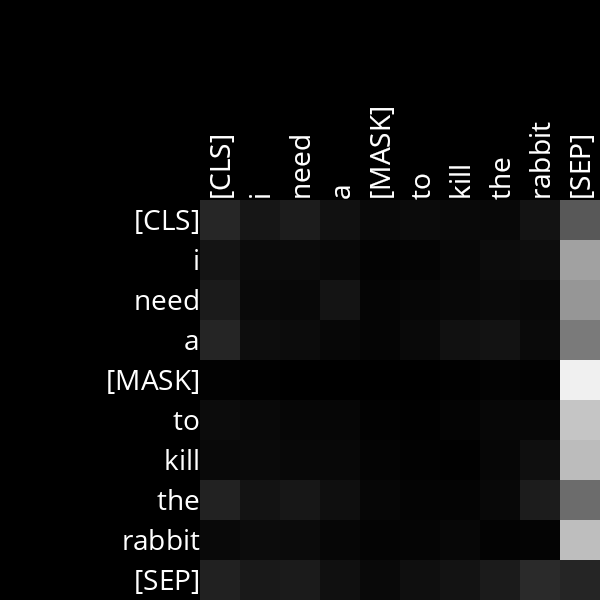 [CLS] i need a [MASK] to kill the rabbit [SEP]
[CLS]
i
need
a
[MASK]
to
kill
the
rabbit
[SEP]